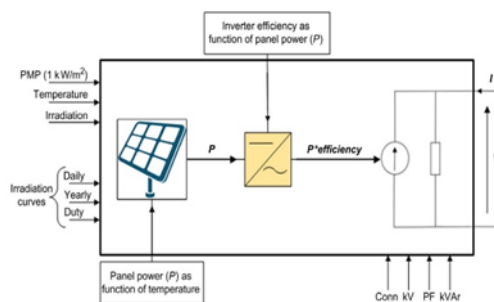 Inverter efficiency as
function of panel power (P)
PMP (1 kW/m²)
Temperature
Irradiation
I
P
P*efficiency
Irradiation
curves
Daily
Yearly
Duty
Panel power (P) as
function of temperature
Conn kV PF kVAr